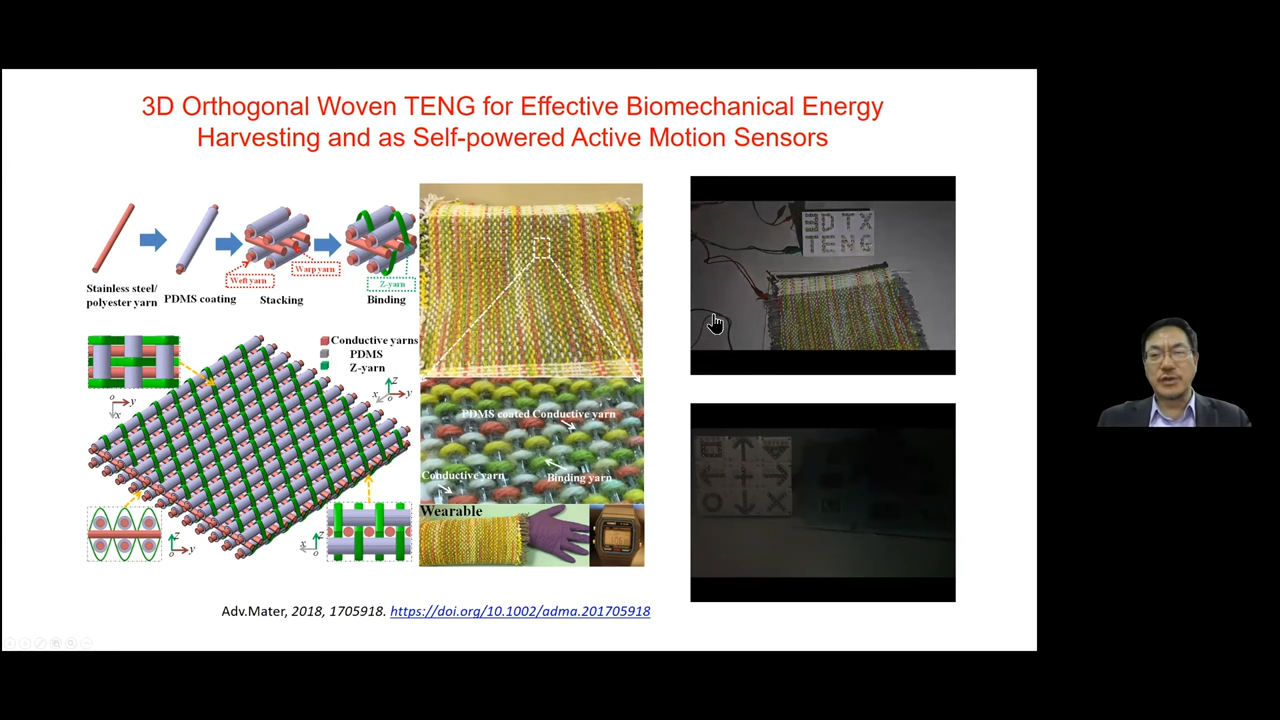 3D Orthogonal Woven TENG for Effective Biomechanical Energy
Harvesting and as Self-powered Active Motion Sensors
Stainless steel/
polyester yarn
PDMS coating
Weft yarn
Warp yarn
Stacking
Z-yarn
Binding
Conductive yarns
PDMS
Z-yarn
z
x
o
y
o
y
x
z
o
y
z
x
o
PDMS coated Conductive yarn
Conductive yarn
Binding yarn
Wearable
3DTX
TENG
Adv.Mater, 2018, 1705918. https://doi.org/10.1002/adma.201705918